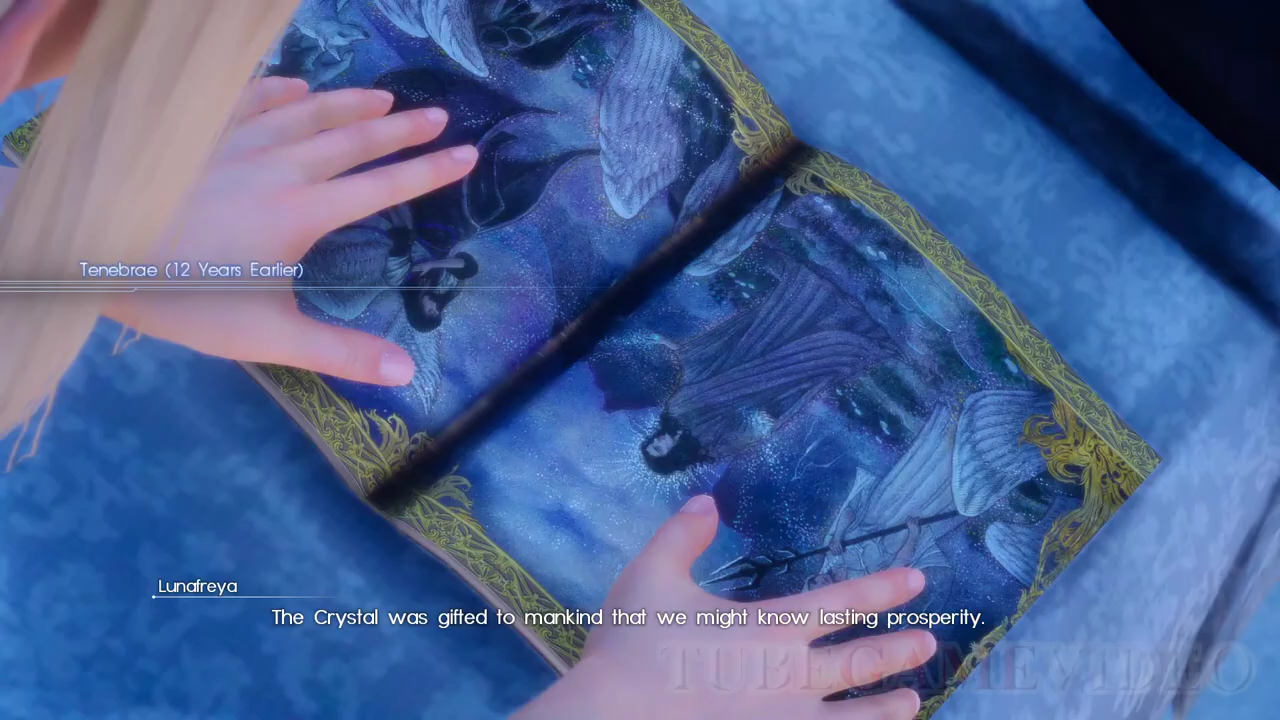 Tenebrae (12 Years Earlier)
Lunafreya
The Crystal was gifted to mankind that we might know lasting prosperity.
TUBEGAMEVIDEO